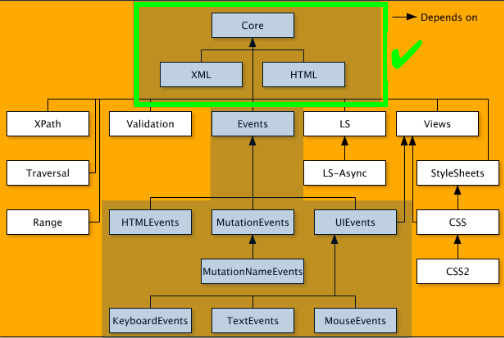 Core
Depends on
XML
HTML
XPath
Validation
Events
LS
Views
Traversal
LS-Async
StyleSheets
Range
HTMLEvents
MutationEvents
UIEvents
CSS
MutationNameEvents
CSS2
KeyboardEvents
TextEvents
MouseEvents